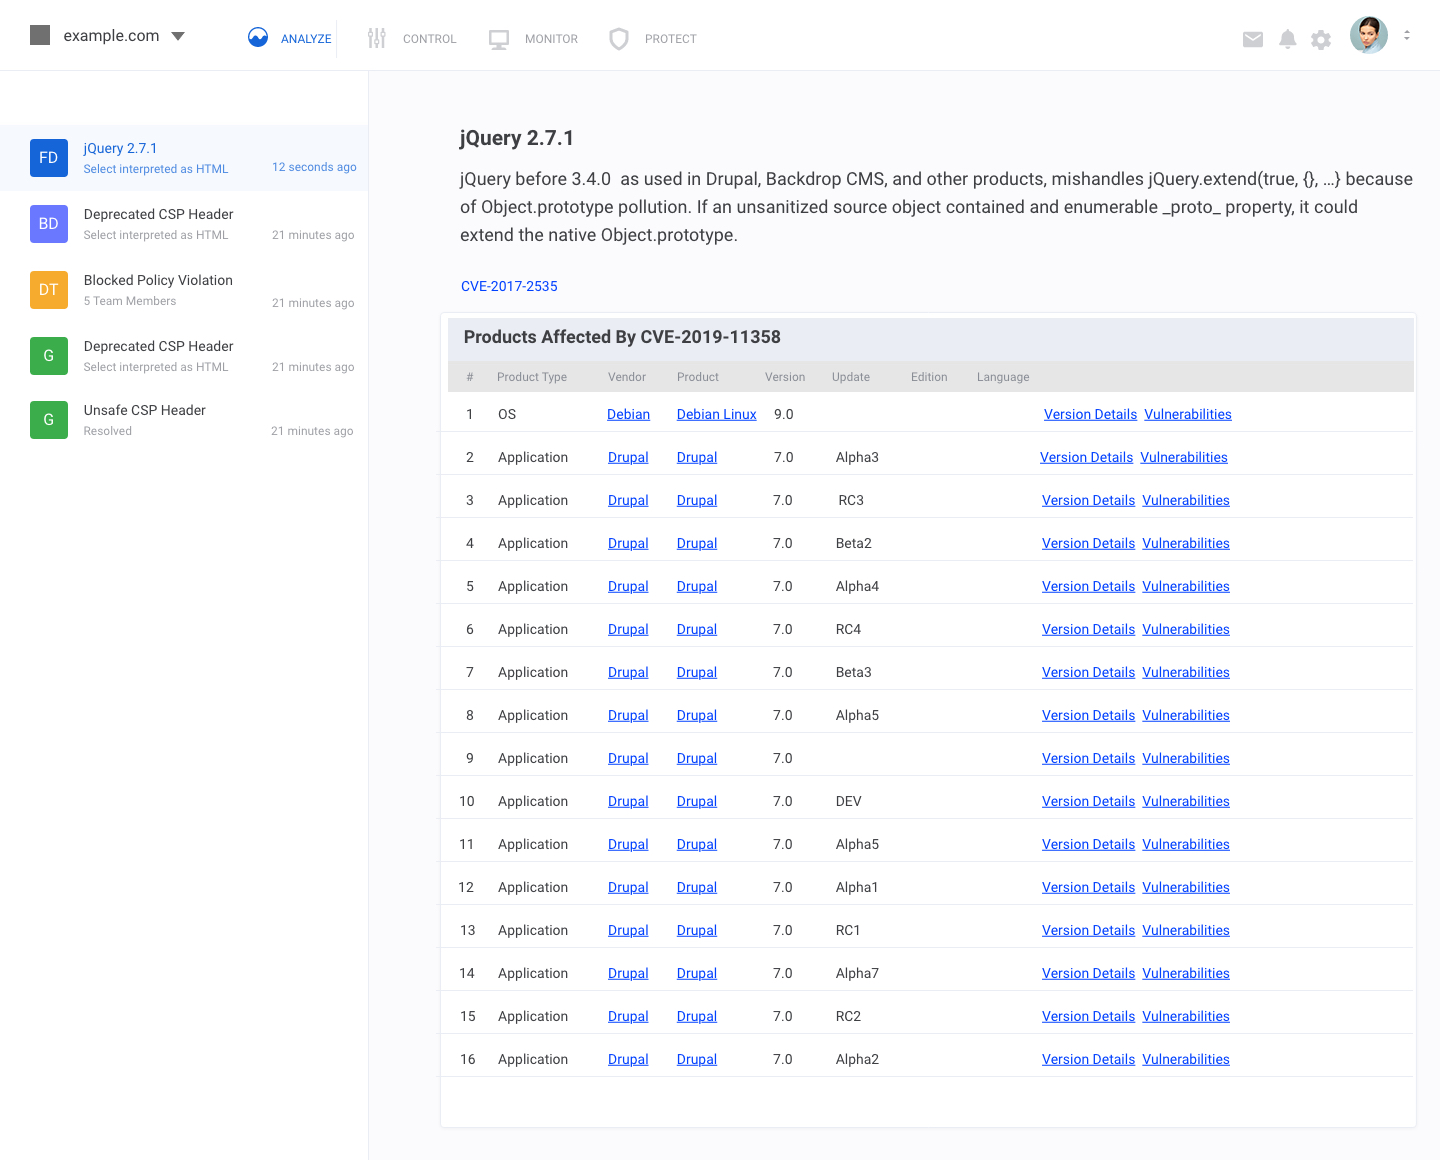 example.com
ANALYZE
CONTROL
MONITOR
PROTECT
FD
jQuery 2.7.1
Select interpreted as HTML
12 seconds ago
BD
Deprecated CSP Header
Select interpreted as HTML
21 minutes ago
DT
Blocked Policy Violation
5 Team Members
21 minutes ago
G
Deprecated CSP Header
Select interpreted as HTML
21 minutes ago
G
Unsafe CSP Header
Resolved
21 minutes ago
jQuery 2.7.1
jQuery before 3.4.0  as used in Drupal, Backdrop CMS, and other products, mishandles jQuery.extend(true, {}, ...} because
of Object.prototype pollution. If an unsanitized source object contained and enumerable _proto_ property, it could
extend the native Object.prototype.
CVE-2017-2535
Products Affected By CVE-2019-11358
# Product Type Vendor Product Version Update Edition Language
1 OS Debian Debian Linux 9.0 Version Details Vulnerabilities
2 Application Drupal Drupal 7.0 Alpha3 Version Details Vulnerabilities
3 Application Drupal Drupal 7.0 RC3 Version Details Vulnerabilities
4 Application Drupal Drupal 7.0 Beta2 Version Details Vulnerabilities
5 Application Drupal Drupal 7.0 Alpha4 Version Details Vulnerabilities
6 Application Drupal Drupal 7.0 RC4 Version Details Vulnerabilities
7 Application Drupal Drupal 7.0 Beta3 Version Details Vulnerabilities
8 Application Drupal Drupal 7.0 Alpha5 Version Details Vulnerabilities
9 Application Drupal Drupal 7.0 Version Details Vulnerabilities
10 Application Drupal Drupal 7.0 DEV Version Details Vulnerabilities
11 Application Drupal Drupal 7.0 Alpha5 Version Details Vulnerabilities
12 Application Drupal Drupal 7.0 Alpha1 Version Details Vulnerabilities
13 Application Drupal Drupal 7.0 RC1 Version Details Vulnerabilities
14 Application Drupal Drupal 7.0 Alpha7 Version Details Vulnerabilities
15 Application Drupal Drupal 7.0 RC2 Version Details Vulnerabilities
16 Application Drupal Drupal 7.0 Alpha2 Version Details Vulnerabilities